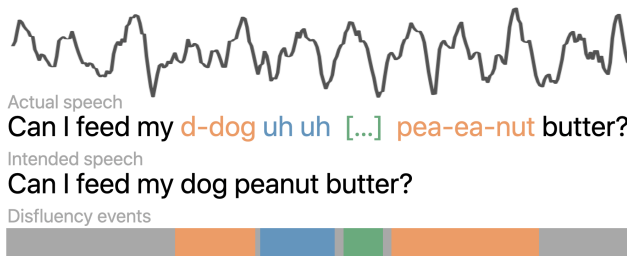 Actual speech
Can I feed my d-dog uh uh [...] pea-ea-nut butter?
Intended speech
Can I feed my dog peanut butter?
Disfluency events